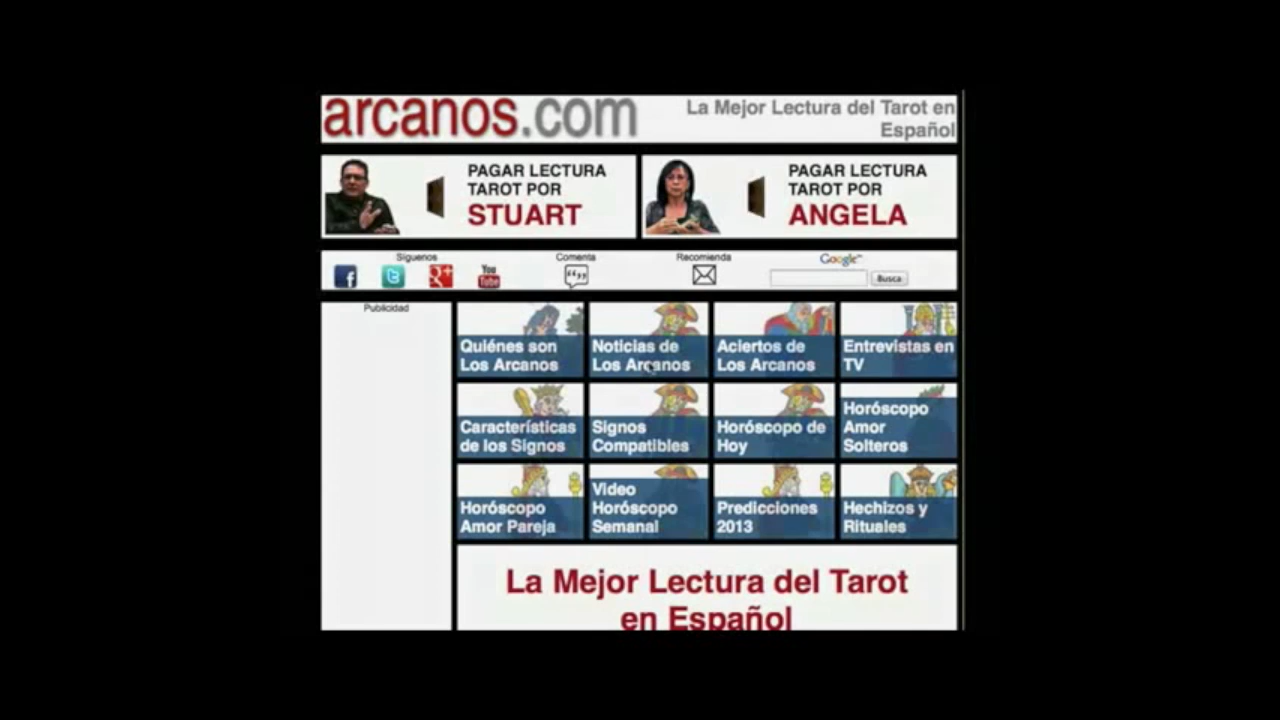 arcanos.com
La Mejor Lectura del Tarot en
Español
PAGAR LECTURA
TAROT POR
STUART
PAGAR LECTURA
TAROT POR
ANGELA
Síguenos
Comenta
Recomienda
Google
f
t
g+
You
Tube
Busca
Publicidad
Quiénes son
Los Arcanos
Noticias de
Los Arcanos
Aciertos de
Los Arcanos
Entrevistas en
TV
Características
de los Signos
Signos
Compatibles
Horóscopo de
Hoy
Horóscopo
Amor
Solteros
Horóscopo
Amor Pareja
Video
Horóscopo
Semanal
Predicciones
2013
Hechizos y
Rituales
La Mejor Lectura del Tarot
en Español